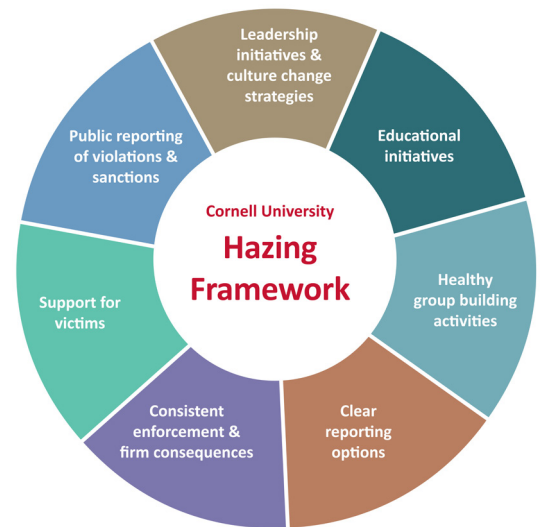 Cornell University
Hazing
Framework
Leadership
initiatives &
culture change
strategies
Educational
initiatives
Healthy
group building
activities
Clear
reporting
options
Consistent
enforcement &
firm consequences
Support for
victims
Public reporting
of violations &
sanctions